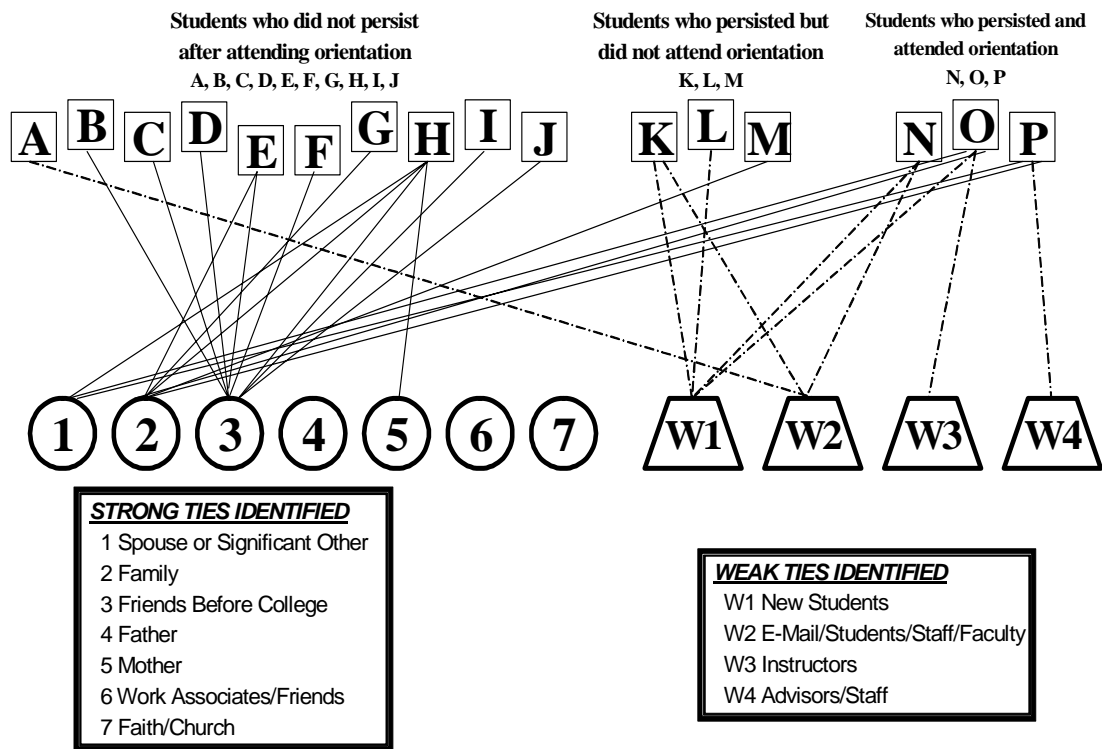 Students who did not persist
after attending orientation
A, B, C, D, E, F, G, H, I, J
Students who persisted but
did not attend orientation
K, L, M
Students who persisted and
attended orientation
N, O, P
A B C D E F G H I J K L M N O P
1 2 3 4 5 6 7 W1 W2 W3 W4
STRONG TIES IDENTIFIED
1 Spouse or Significant Other
2 Family
3 Friends Before College
4 Father
5 Mother
6 Work Associates/Friends
7 Faith/Church
WEAK TIES IDENTIFIED
W1 New Students
W2 E-Mail/Students/Staff/Faculty
W3 Instructors
W4 Advisors/Staff